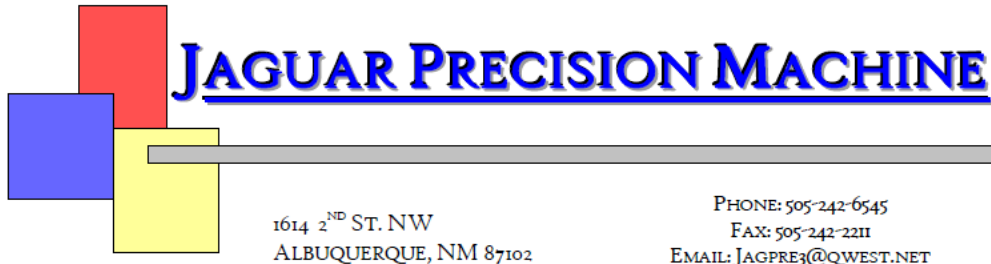 JAGUAR PRECISION MACHINE
1614 2ND ST. NW
ALBUQUERQUE, NM 87102
PHONE: 505-242-6545
FAX: 505-242-2211
EMAIL: JAGPRE3@QWEST.NET